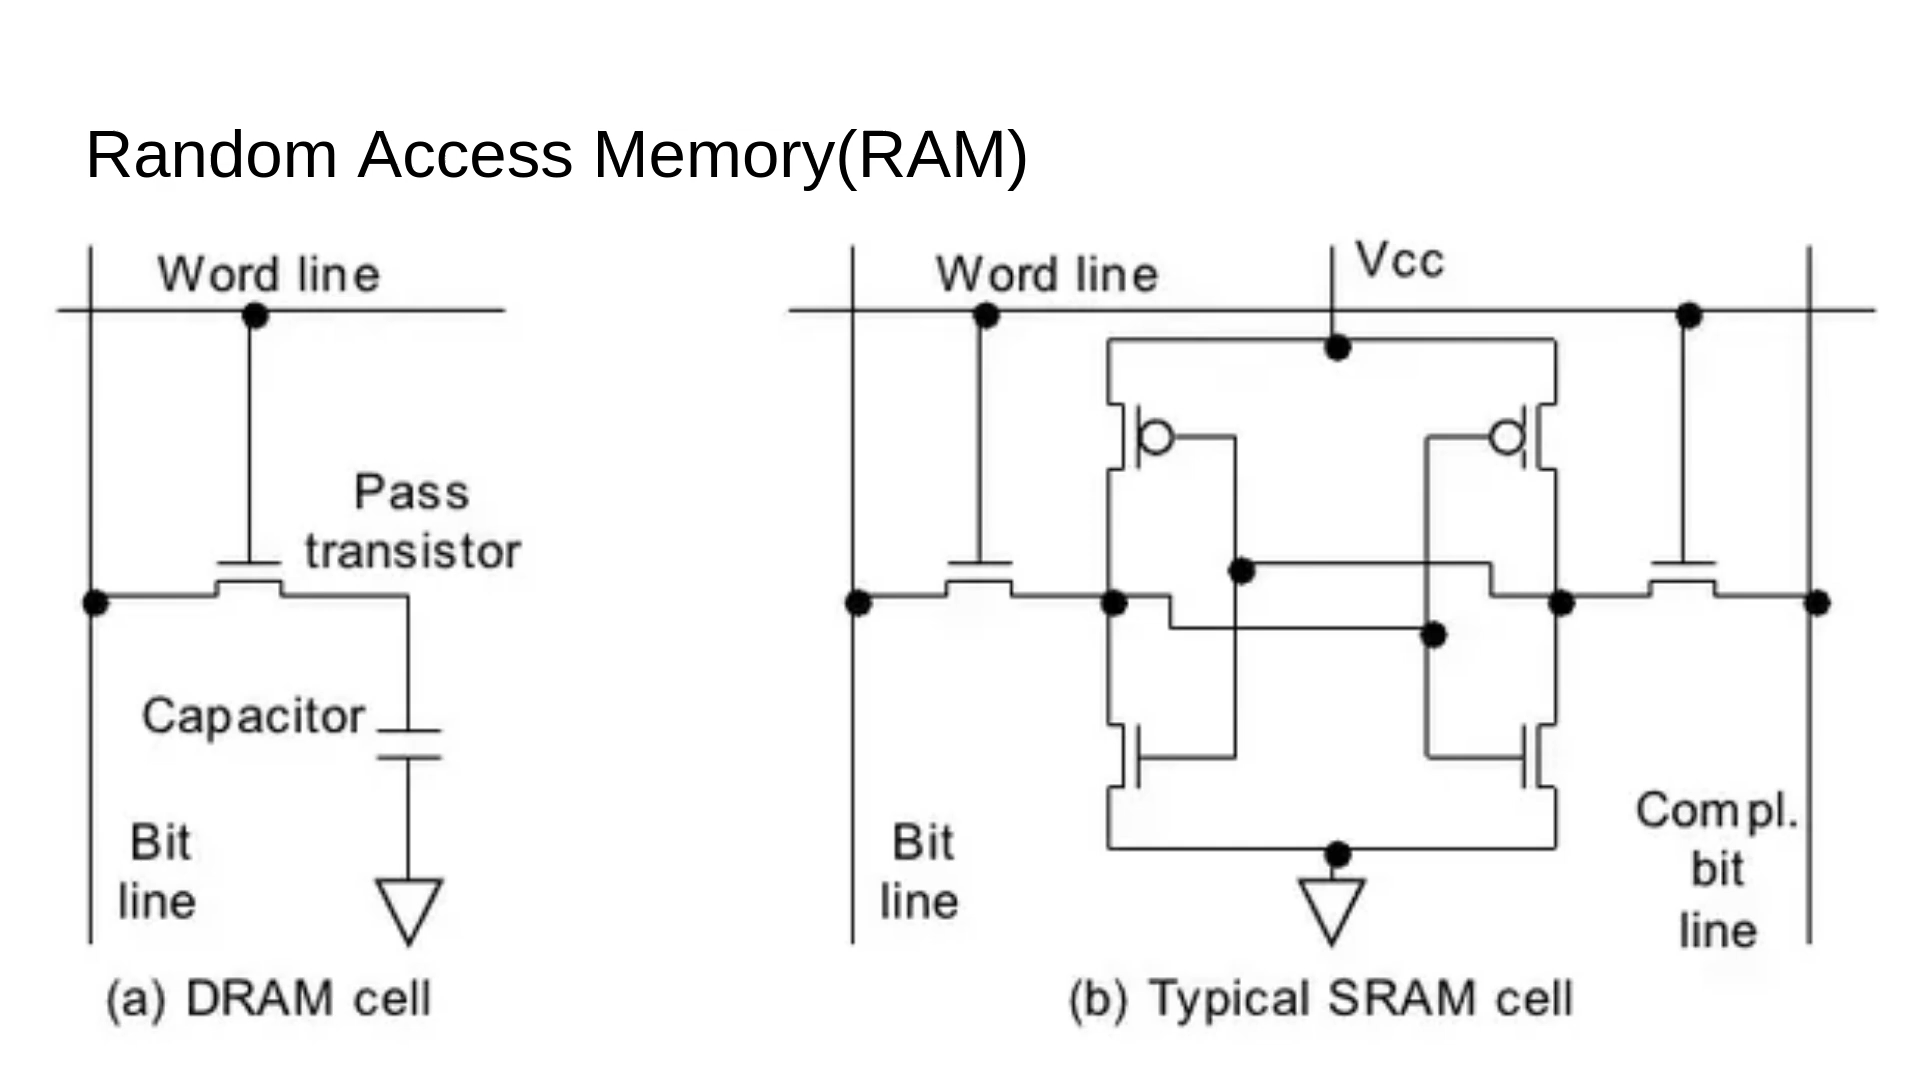 Random Access Memory(RAM)
Word line
Pass
transistor
Capacitor
Bit
line
(a) DRAM cell
Word line
Vcc
Bit
line
Compl.
bit
line
(b) Typical SRAM cell